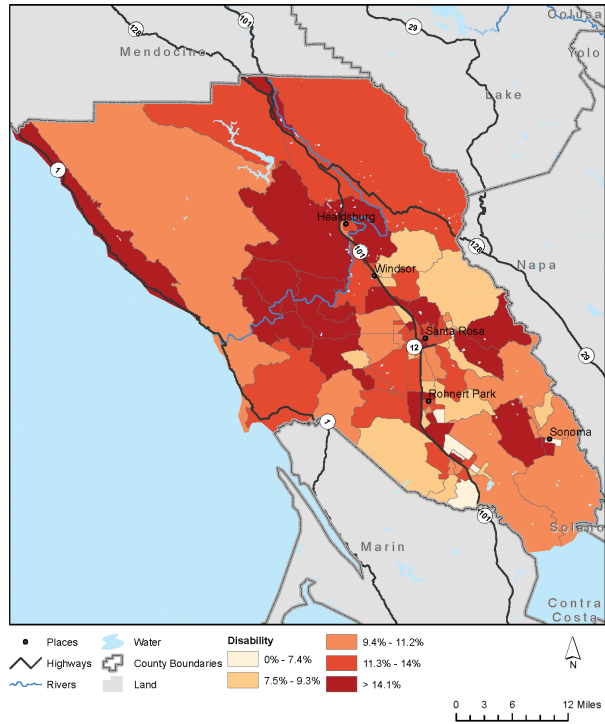 Colusa
101
128
29
Mendocino
Yolo
Lake
1
Healdsburg
128
101
Napa
Windsor
Santa Rosa
12
29
Rohnert Park
1
Sonoma
101
Solano
Marin
Contra
Costa
Places
Water
Disability
9.4% - 11.2%
Highways
County Boundaries
0% - 7.4%
11.3% - 14%
Rivers
Land
7.5% - 9.3%
> 14.1%
N
0 3 6 12 Miles